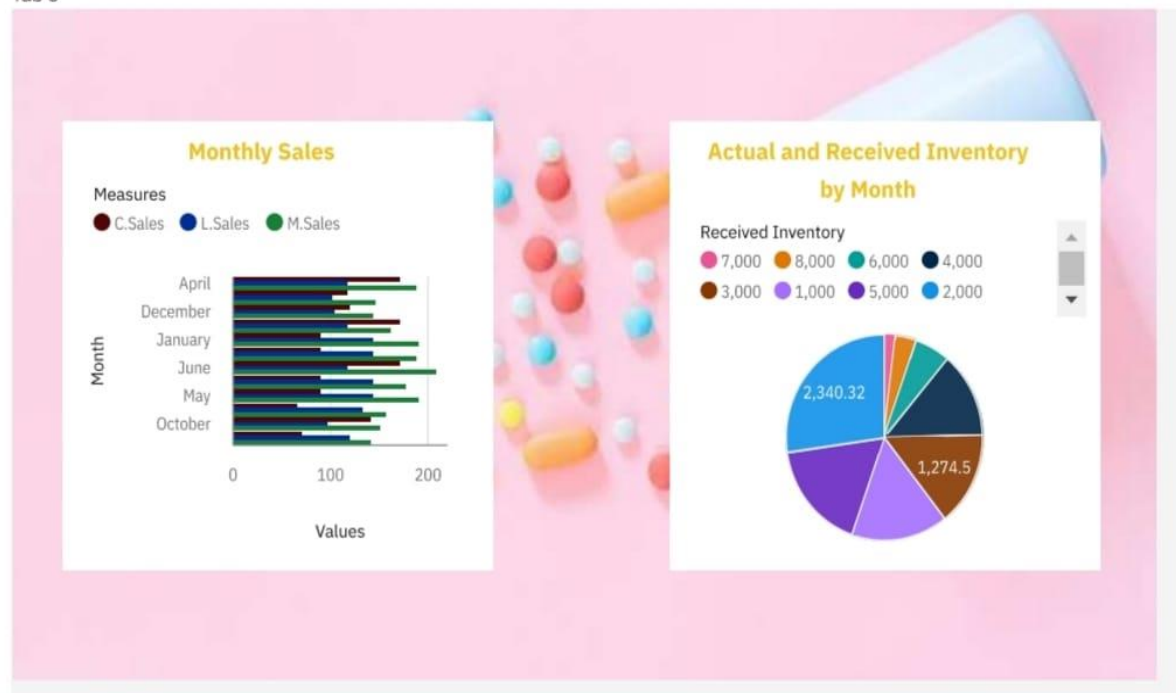 Monthly Sales
Measures
C.Sales L.Sales M.Sales
April
December
January
June
May
October
Month
0 100 200
Values
Actual and Received Inventory
by Month
Received Inventory
7,000 8,000 6,000 4,000
3,000 1,000 5,000 2,000
2,340.32
1,274.5